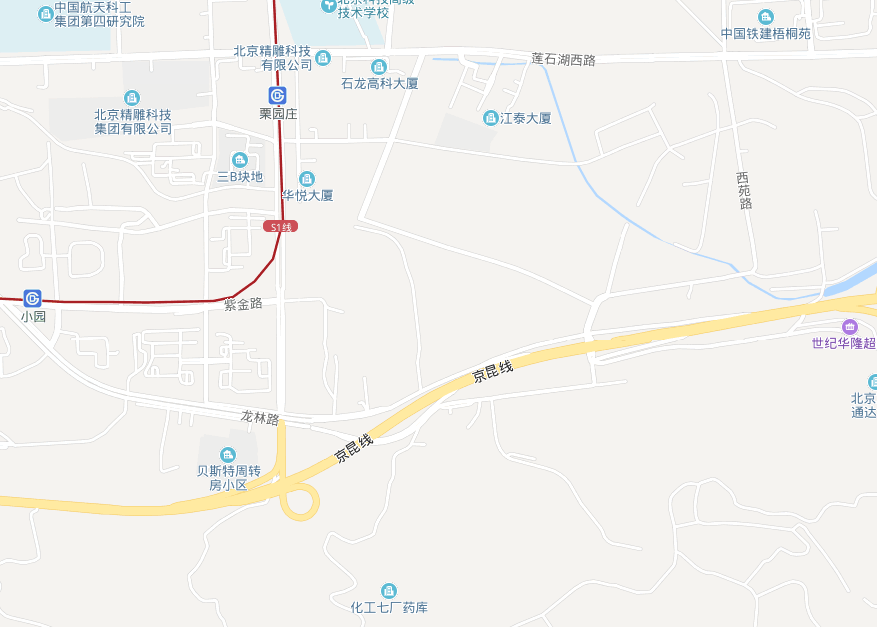 中国航天科工
集团第四研究院
北京科技高级
技术学校
中国铁建梧桐苑
北京精雕科技
有限公司
莲石湖西路
石龙高科大厦
北京精雕科技
集团有限公司
栗园庄
江泰大厦
三B块地
华悦大厦
西苑路
S1线
紫金路
小园
世纪华隆超
京昆线
北京
通达
龙林路
京昆线
贝斯特周转
房小区
化工七厂药库